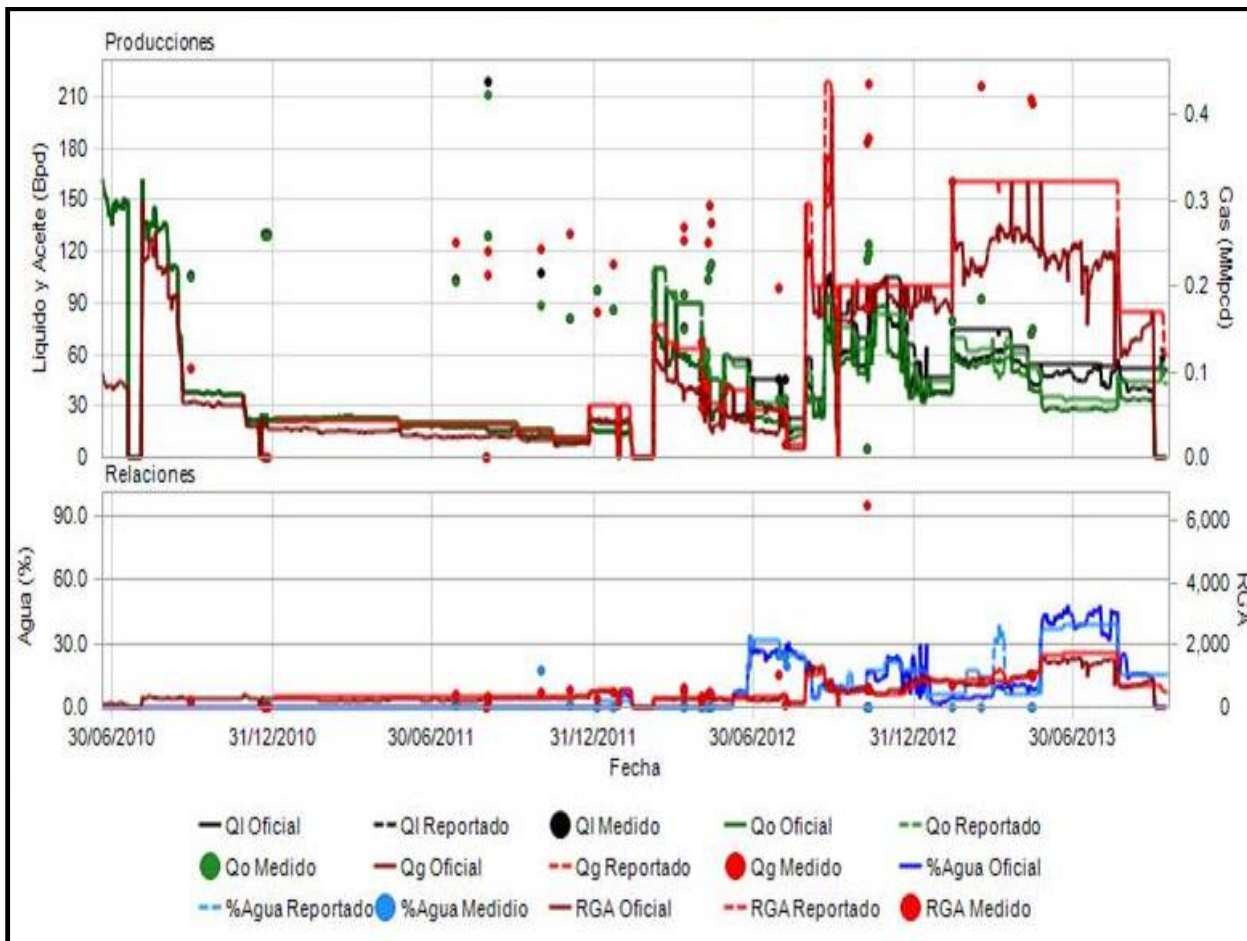 Producciones
Líquido y Aceite (Bpd)
210
180
150
120
90
60
30
0
0.4
0.3
0.2
0.1
0.0
Gas (MMpcd)
Relaciones
Agua (%)
90.0
60.0
30.0
0.0
6,000
4,000
2,000
0
RGA
30/06/2010 31/12/2010 30/06/2011 31/12/2011 30/06/2012 31/12/2012 30/06/2013
Fecha
Ql Oficial Ql Reportado Ql Medido Qo Oficial Qo Reportado
Qo Medido Qg Oficial Qg Reportado Qg Medido %Agua Oficial
%Agua Reportado %Agua Medidio RGA Oficial RGA Reportado RGA Medido